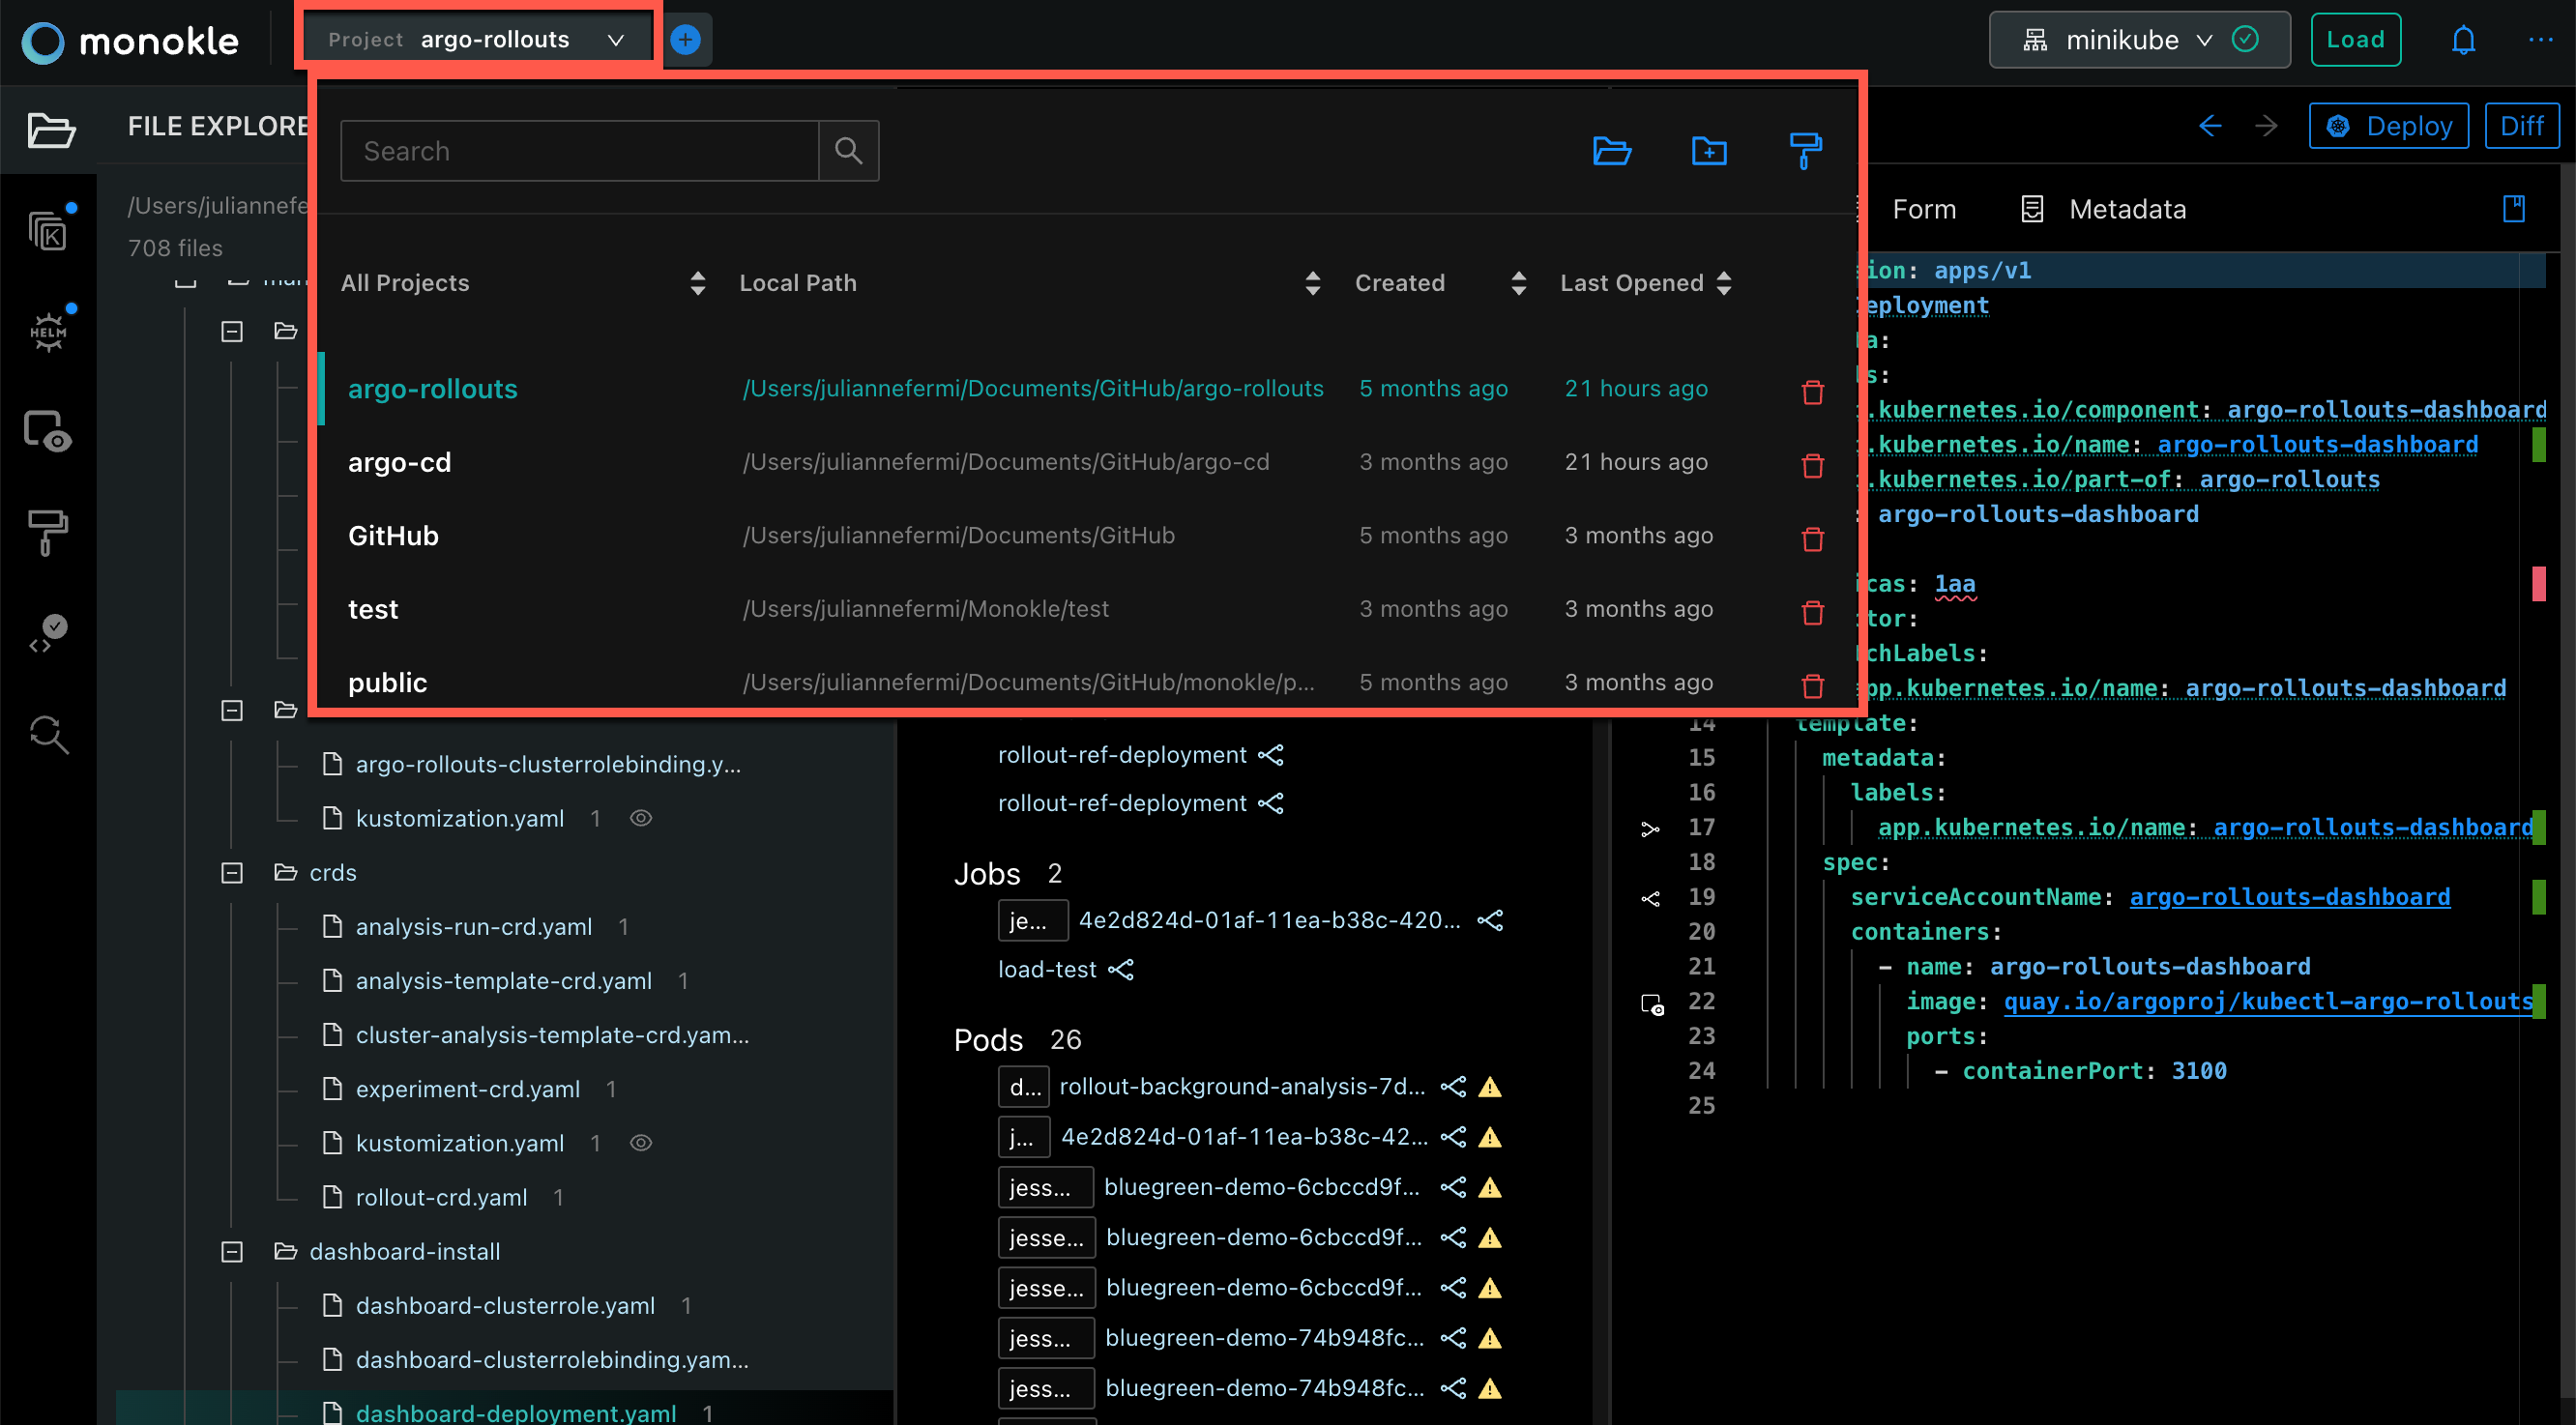 monokle
Project argo-rollouts
minikube
Load
FILE EXPLORE
Search
Deploy
Diff
/Users/juliannefe
708 files
Form
Metadata
All Projects
Local Path
Created
Last Opened
argo-rollouts
/Users/juliannefermi/Documents/GitHub/argo-rollouts
5 months ago
21 hours ago
argo-cd
/Users/juliannefermi/Documents/GitHub/argo-cd
3 months ago
21 hours ago
GitHub
/Users/juliannefermi/Documents/GitHub
5 months ago
3 months ago
test
/Users/juliannefermi/Monokle/test
3 months ago
3 months ago
public
/Users/juliannefermi/Documents/GitHub/monokle/p...
5 months ago
3 months ago
K
HELM
argo-rollouts-clusterrolebinding.y...
kustomization.yaml 1
crds
analysis-run-crd.yaml 1
analysis-template-crd.yaml 1
cluster-analysis-template-crd.yam...
experiment-crd.yaml 1
kustomization.yaml 1
rollout-crd.yaml 1
dashboard-install
dashboard-clusterrole.yaml 1
dashboard-clusterrolebinding.yam...
dashboard-deployment.yaml 1
rollout-ref-deployment
rollout-ref-deployment
Jobs 2
je... 4e2d824d-01af-11ea-b38c-420...
load-test
Pods 26
d... rollout-background-analysis-7d...
j... 4e2d824d-01af-11ea-b38c-42...
jess... bluegreen-demo-6cbccd9f...
jesse... bluegreen-demo-6cbccd9f...
jesse... bluegreen-demo-6cbccd9f...
jess... bluegreen-demo-74b948fc...
jess... bluegreen-demo-74b948fc...
ion: apps/v1
eployment
a:
s:
.kubernetes.io/component: argo-rollouts-dashboard
.kubernetes.io/name: argo-rollouts-dashboard
.kubernetes.io/part-of: argo-rollouts
: argo-rollouts-dashboard
icas: 1aa
tor:
chLabels:
pp.kubernetes.io/name: argo-rollouts-dashboard
14 template:
15 metadata:
16 labels:
17 app.kubernetes.io/name: argo-rollouts-dashboard
18 spec:
19 serviceAccountName: argo-rollouts-dashboard
20 containers:
21 - name: argo-rollouts-dashboard
22 image: quay.io/argoproj/kubectl-argo-rollouts
23 ports:
24 - containerPort: 3100
25